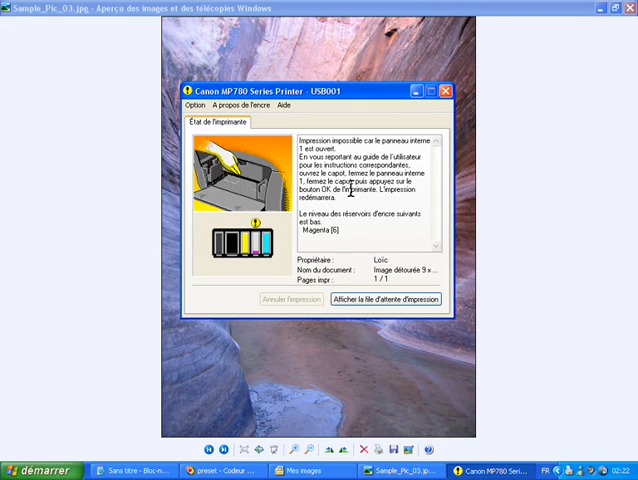 Sample_Pic_03.jpg - Aperçu des images et des télécopies Windows
Canon MP780 Series Printer - USB001
Option A propos de l'encre Aide
État de l'imprimante
Impression impossible car le panneau interne
1 est ouvert.
En vous reportant au guide de l'utilisateur
pour les instructions correspondantes,
ouvrez le capot, fermez le panneau interne
1, fermez le capot, puis appuyez sur le
bouton OK de l'imprimante. L'impression
redémarrera.
Le niveau des réservoirs d'encre suivants
est bas.
Magenta [6]
Propriétaire : Loïc
Nom du document : Image détourée 9 x ...
Pages impr : 1 / 1
Annuler l'impression Afficher la file d'attente d'impression
démarrer Sans titre - Bloc-n... preset - Codeur ... Mes images Sample_Pic_03.jp... Canon MP780 Seri... FR 02:22